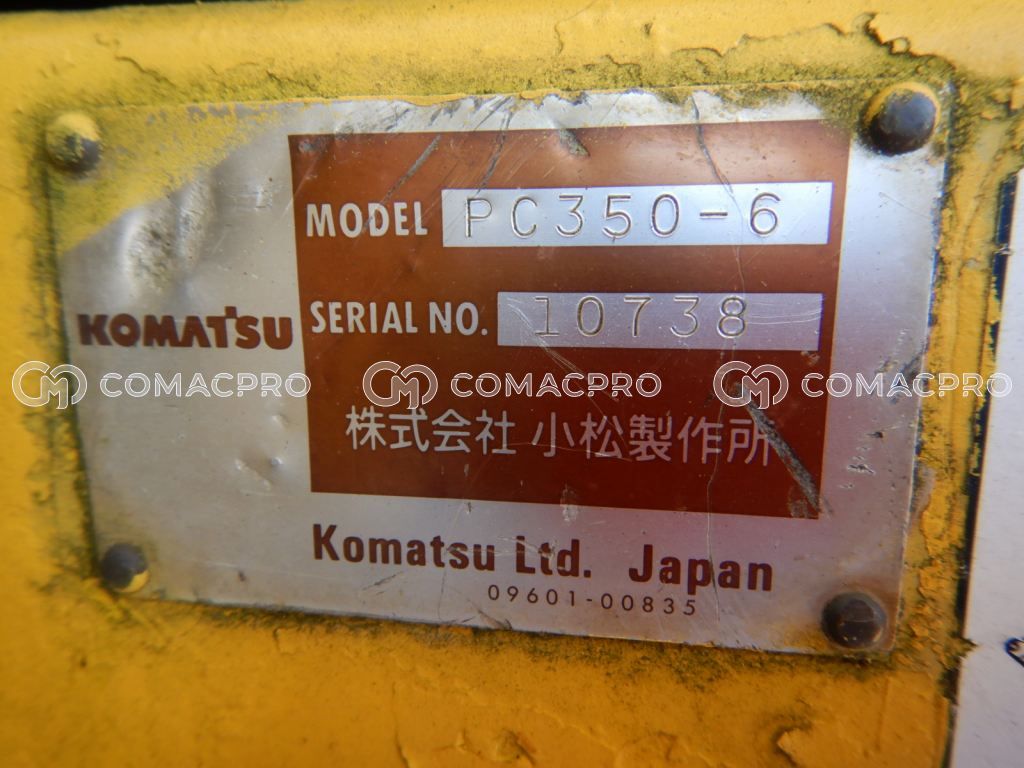 MODEL PC350-6
KOMATSU
SERIAL NO. 10738
COMACPRO COMACPRO COMACPRO
株式会社 小松製作所
Komatsu Ltd. Japan
09601-00835